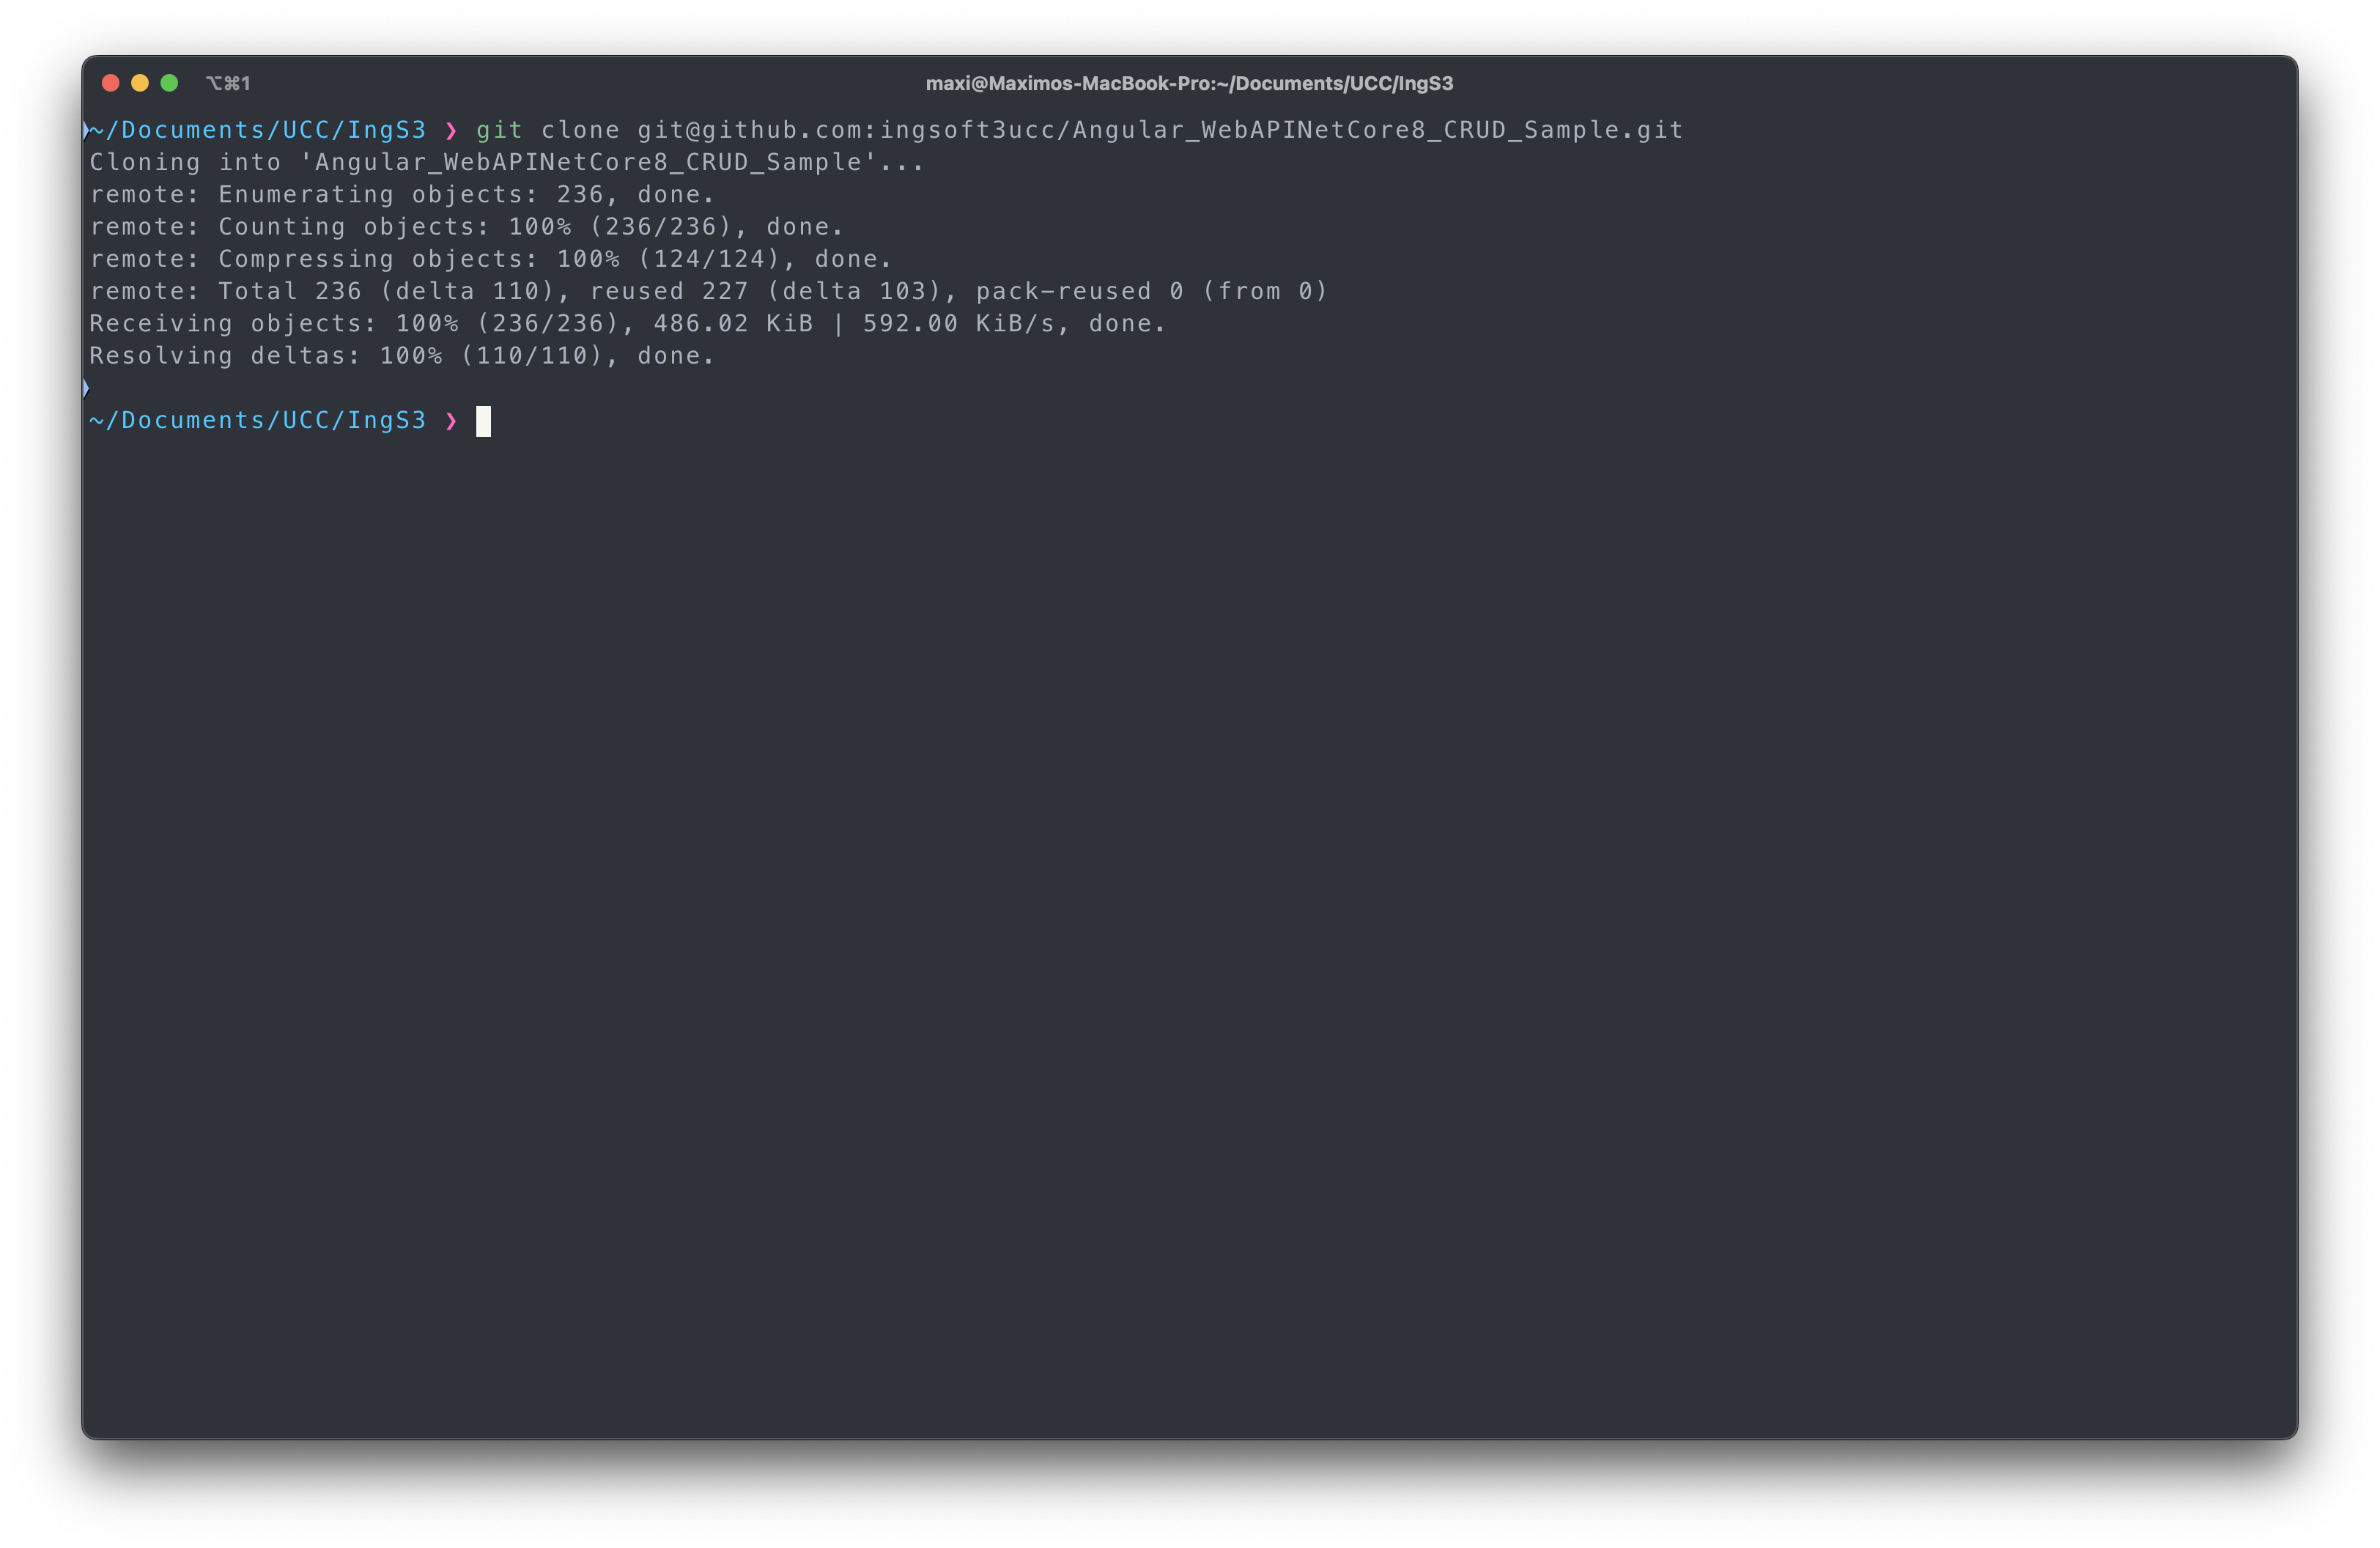 ⌥⌘1 maxi@Maximos-MacBook-Pro:~/Documents/UCC/IngS3
~/Documents/UCC/IngS3 ❯ git clone git@github.com:ingsoft3ucc/Angular_WebAPINetCore8_CRUD_Sample.git
Cloning into 'Angular_WebAPINetCore8_CRUD_Sample'...
remote: Enumerating objects: 236, done.
remote: Counting objects: 100% (236/236), done.
remote: Compressing objects: 100% (124/124), done.
remote: Total 236 (delta 110), reused 227 (delta 103), pack-reused 0 (from 0)
Receiving objects: 100% (236/236), 486.02 KiB | 592.00 KiB/s, done.
Resolving deltas: 100% (110/110), done.
~/Documents/UCC/IngS3 ❯